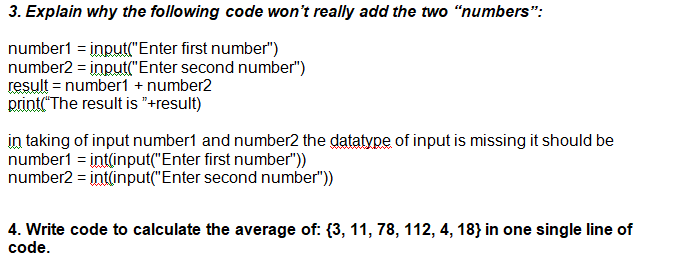 3. Explain why the following code won't really add the two “numbers”:
number1 = input("Enter first number")
number2 = input("Enter second number")
result = number1 + number2
print(“The result is ”+result)
in taking of input number1 and number2 the datatype of input is missing it should be
number1 = int(input("Enter first number"))
number2 = int(input("Enter second number"))
4. Write code to calculate the average of: {3, 11, 78, 112, 4, 18} in one single line of
code.